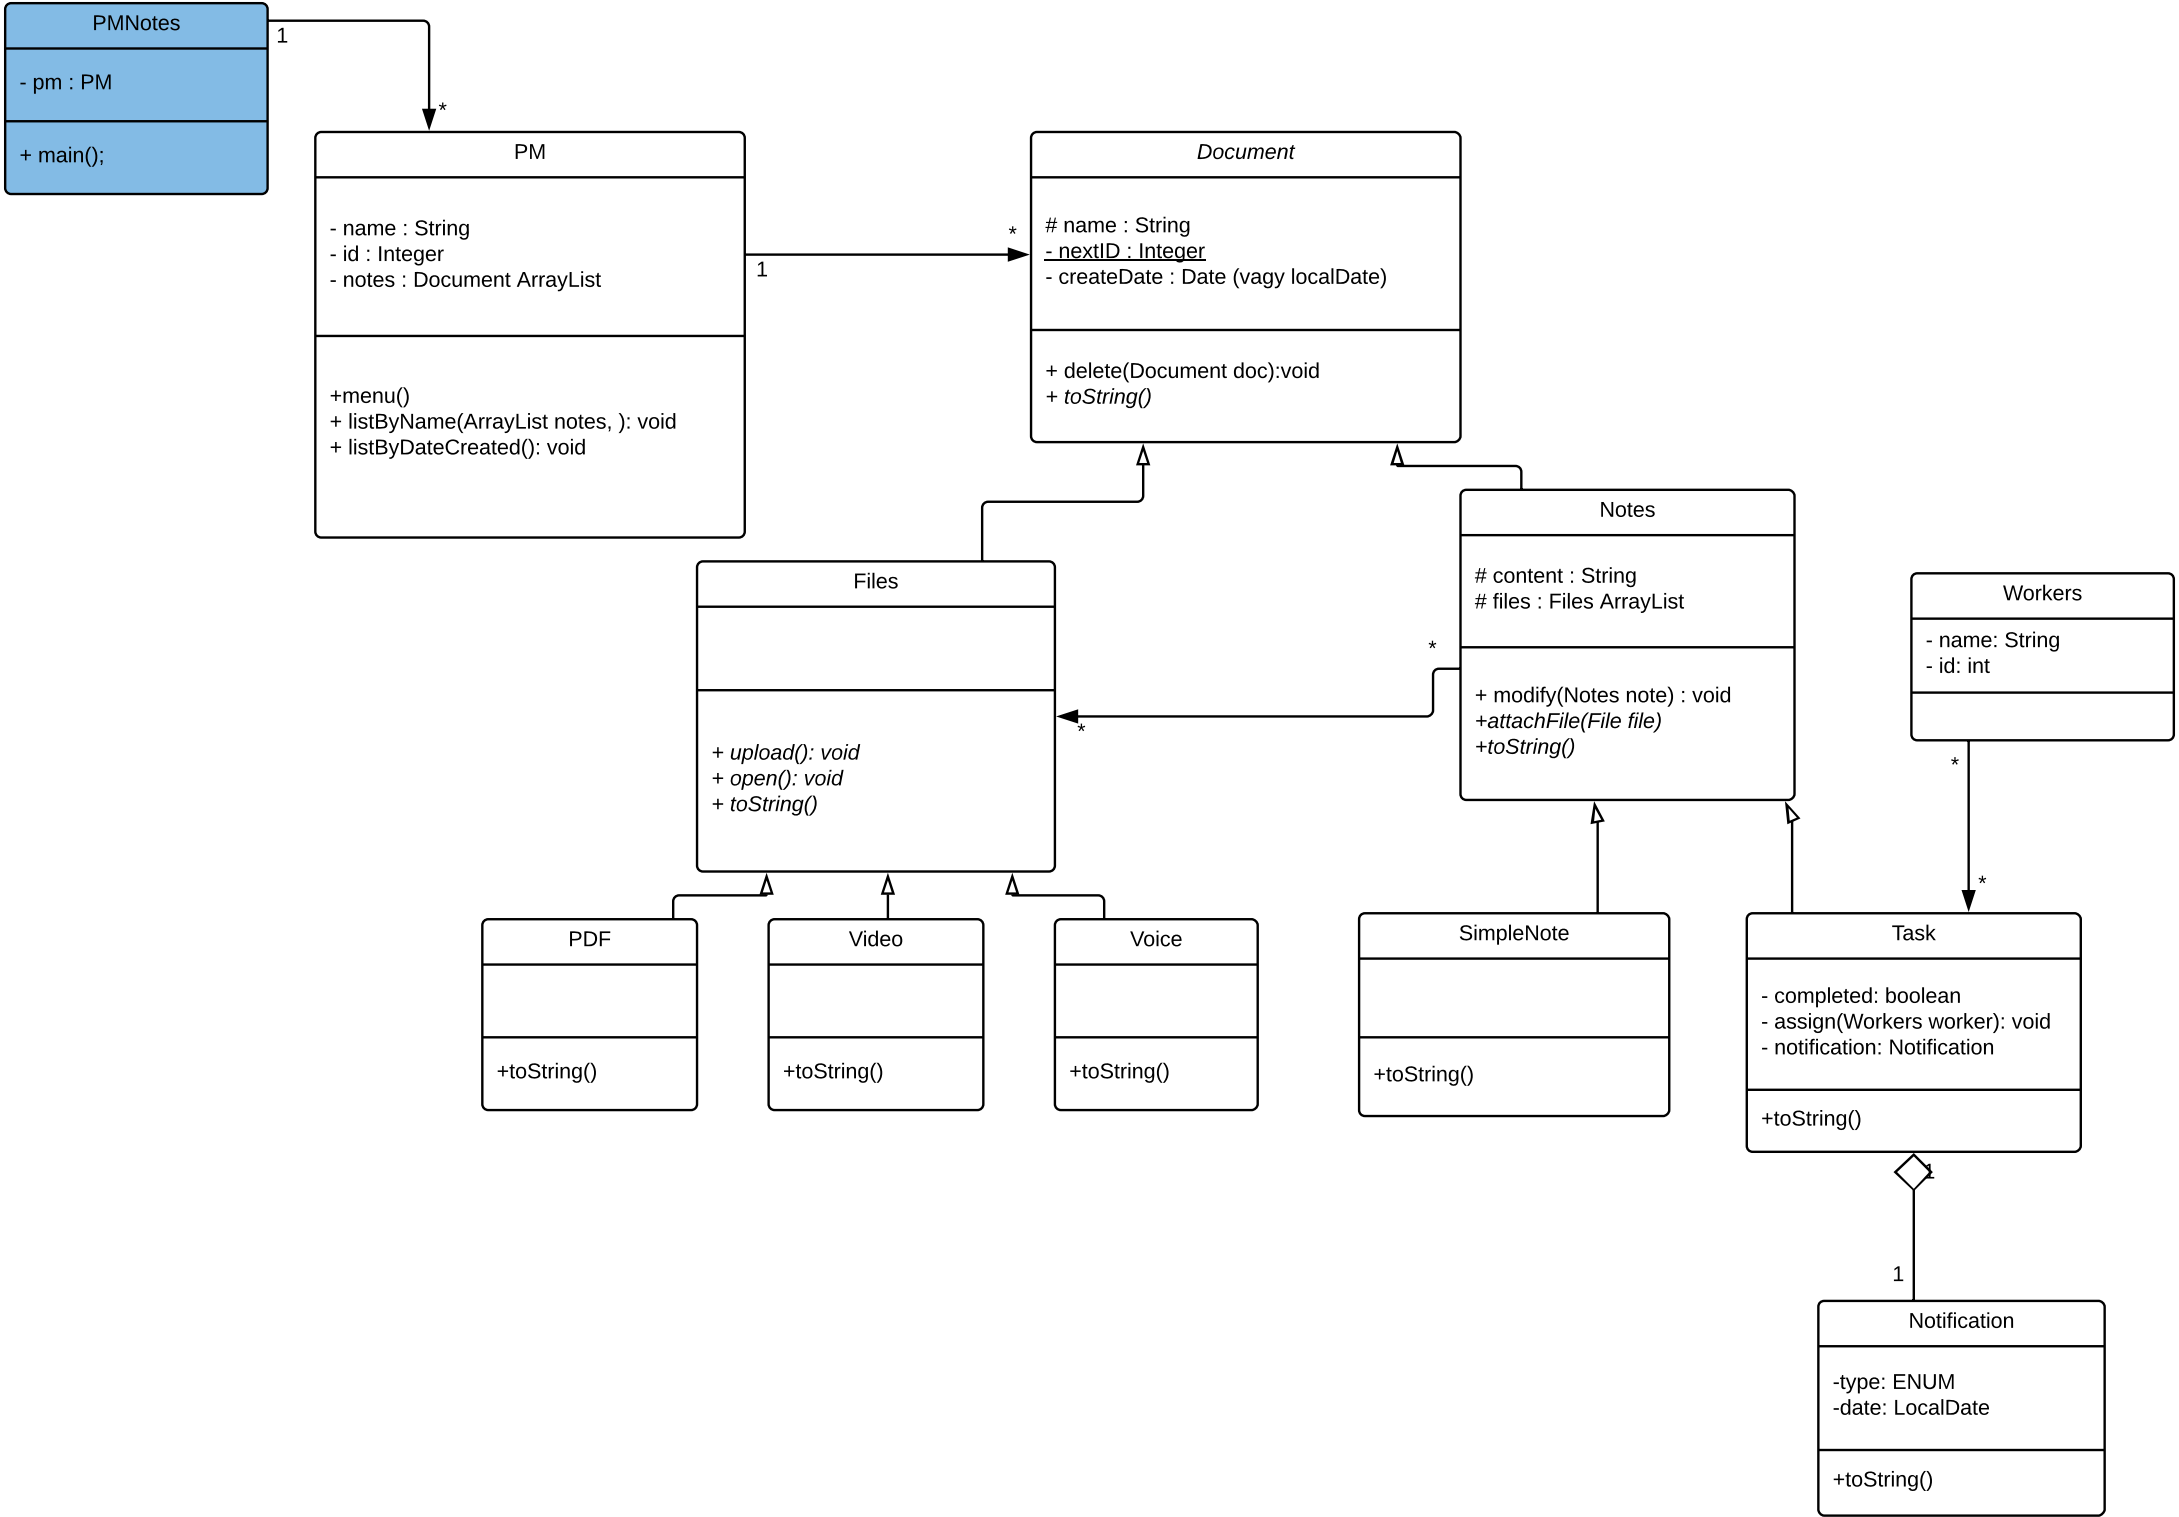 PMNotes
- pm : PM
+ main();
1
*
PM
- name : String
- id : Integer
- notes : Document ArrayList
+menu()
+ listByName(ArrayList notes, ): void
+ listByDateCreated(): void
1
*
Document
# name : String
- nextID : Integer
- createDate : Date (vagy localDate)
+ delete(Document doc):void
+ toString()
Notes
# content : String
# files : Files ArrayList
+ modify(Notes note) : void
+attachFile(File file)
+toString()
*
*
Files
+ upload(): void
+ open(): void
+ toString()
Workers
- name: String
- id: int
*
*
PDF
+toString()
Video
+toString()
Voice
+toString()
SimpleNote
+toString()
Task
- completed: boolean
- assign(Workers worker): void
- notification: Notification
+toString()
1
1
Notification
-type: ENUM
-date: LocalDate
+toString()